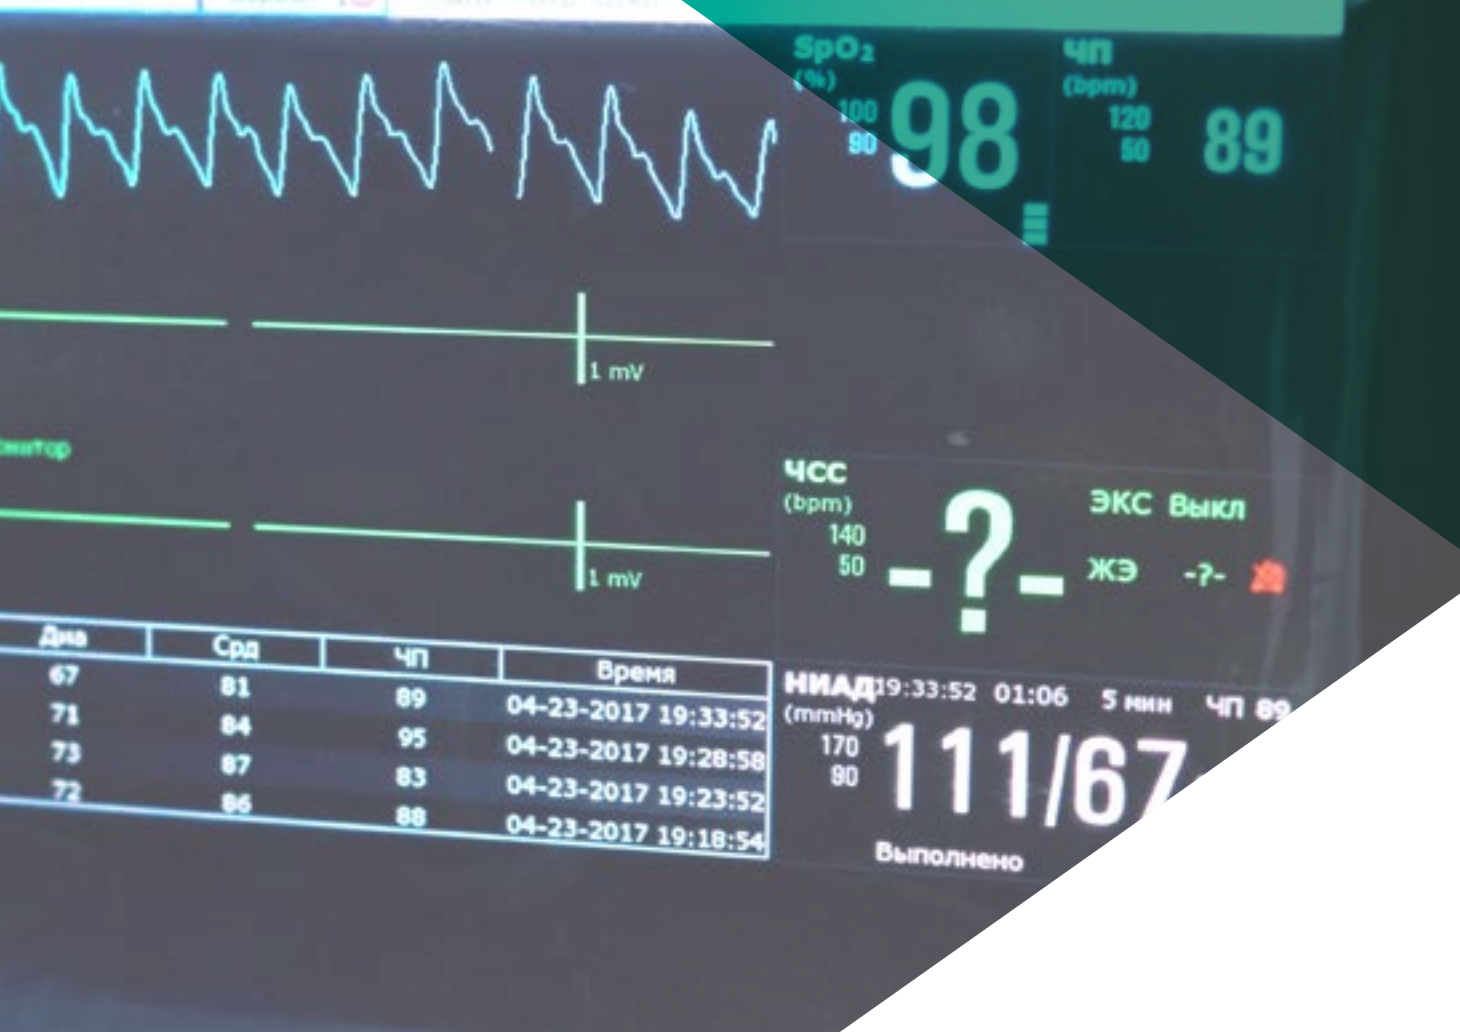 SpO₂
(%)
100
90
98
ЧП
(bpm)
120
50
89
1 mV
1 mV
ЧСС
(bpm)
140
50
-?-
ЭКС Выкл
ЖЭ -?-
Диа Срд ЧП Время
67 81 89 04-23-2017 19:33:52
71 84 95 04-23-2017 19:28:58
73 87 83 04-23-2017 19:23:52
72 86 88 04-23-2017 19:18:54
НИАД 19:33:52 01:06 5 мин ЧП 89
(mmHg)
170
90
111/67
Выполнено